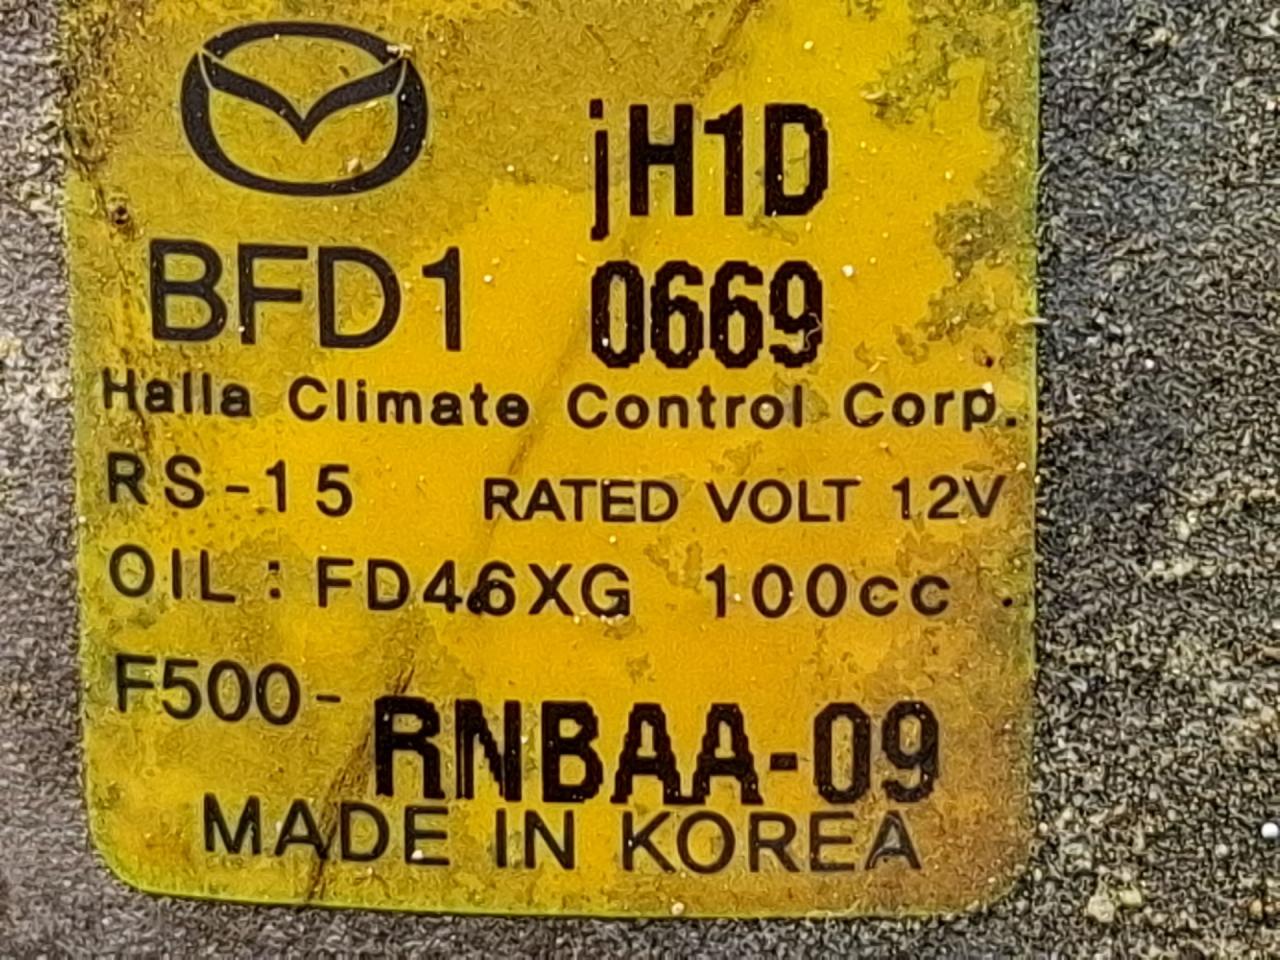 jH1D
BFD1 0669
Halla Climate Control Corp.
RS-15 RATED VOLT 12V
OIL: FD46XG 100cc
F500-RNBAA-09
MADE IN KOREA